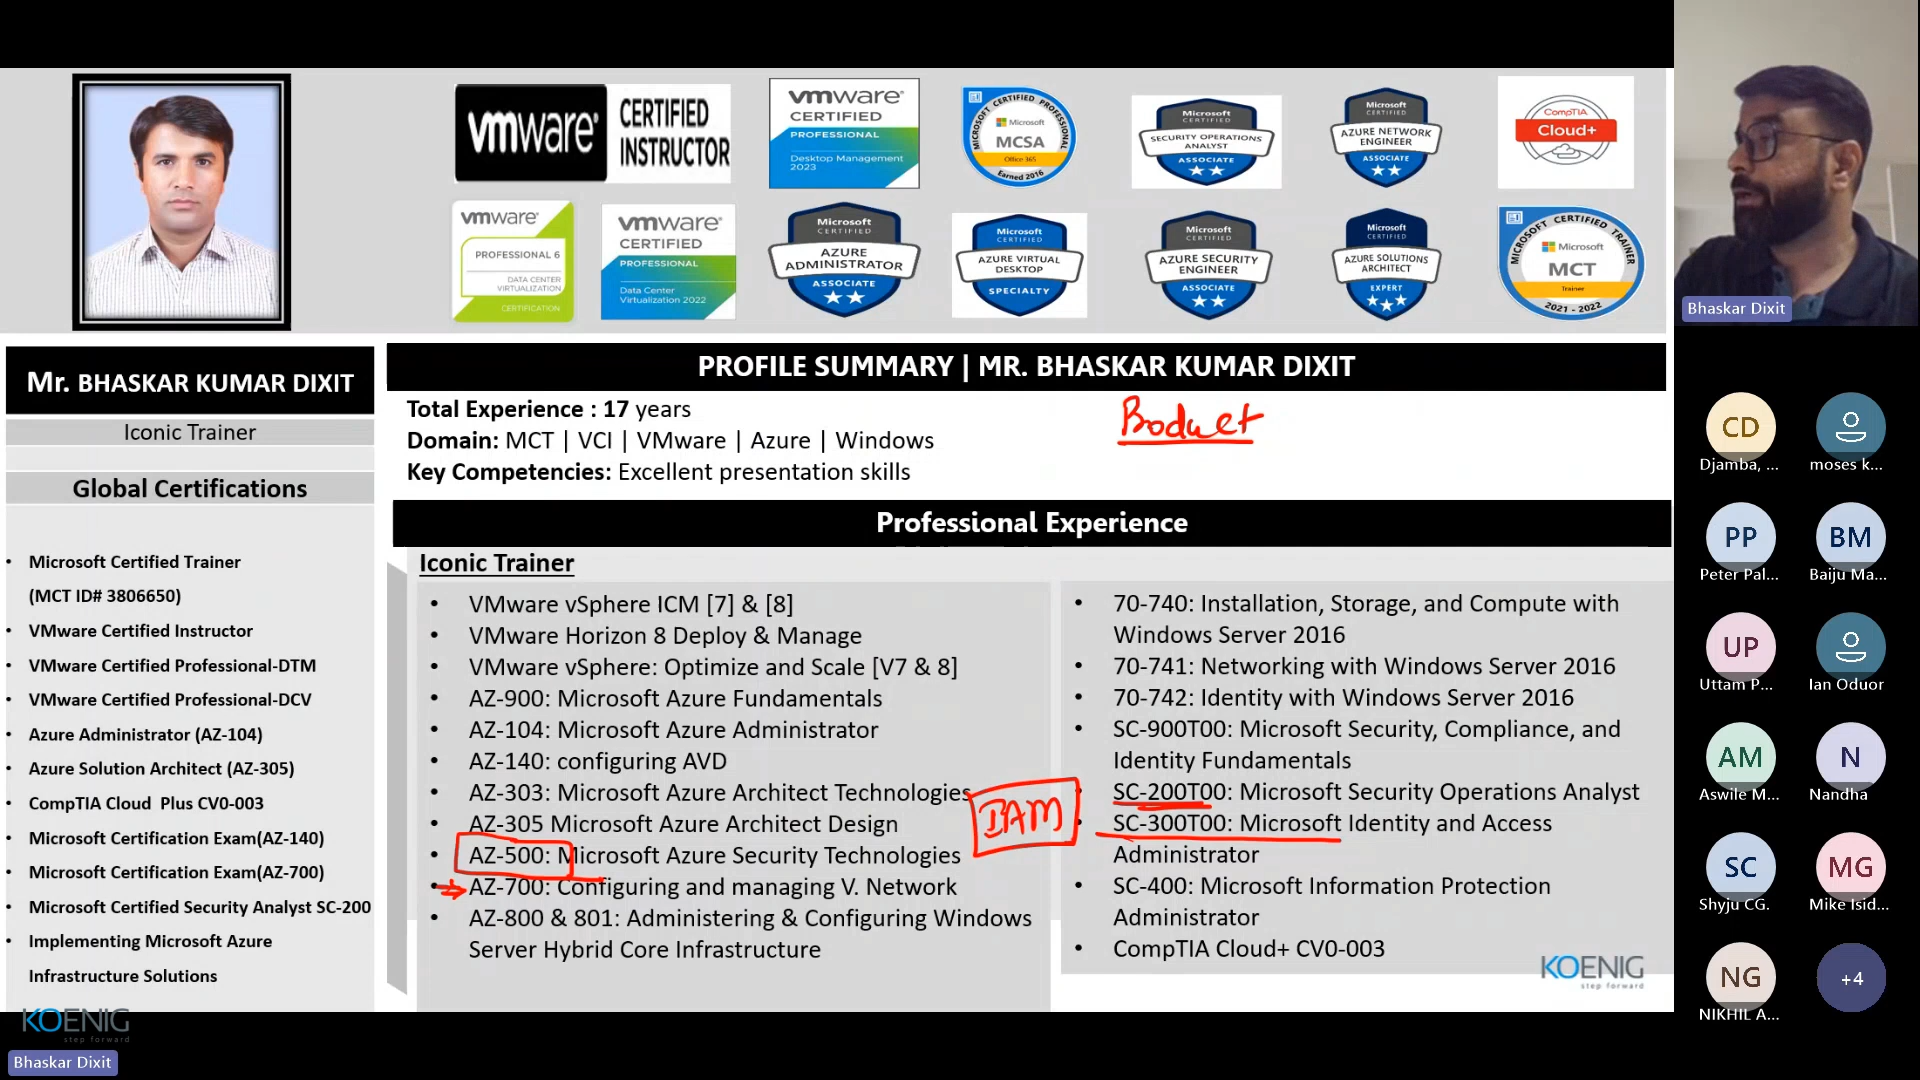 vmware®
CERTIFIED
INSTRUCTOR
vmware®
CERTIFIED
PROFESSIONAL
Desktop Management
2023
MICROSOFT CERTIFIED PROFESSIONAL
Microsoft
MCSA
Office 365
Earned 2016
Microsoft
CERTIFIED
SECURITY OPERATIONS
ANALYST
ASSOCIATE
Microsoft
CERTIFIED
AZURE NETWORK
ENGINEER
ASSOCIATE
CompTIA
Cloud+
vmware®
PROFESSIONAL 6
DATA CENTER
VIRTUALIZATION
CERTIFICATION
vmware®
CERTIFIED
PROFESSIONAL
Data Center
Virtualization 2022
Microsoft
CERTIFIED
AZURE
ADMINISTRATOR
ASSOCIATE
Microsoft
CERTIFIED
AZURE VIRTUAL
DESKTOP
SPECIALTY
Microsoft
CERTIFIED
AZURE SECURITY
ENGINEER
ASSOCIATE
Microsoft
CERTIFIED
AZURE SOLUTIONS
ARCHITECT
EXPERT
MICROSOFT CERTIFIED TRAINER
Microsoft
MCT
Trainer
2021 - 2022
Bhaskar Dixit
Mr. BHASKAR KUMAR DIXIT
Iconic Trainer
Global Certifications
• Microsoft Certified Trainer
(MCT ID# 3806650)
• VMware Certified Instructor
• VMware Certified Professional-DTM
• VMware Certified Professional-DCV
• Azure Administrator (AZ-104)
• Azure Solution Architect (AZ-305)
• CompTIA Cloud Plus CV0-003
• Microsoft Certification Exam(AZ-140)
• Microsoft Certification Exam(AZ-700)
• Microsoft Certified Security Analyst SC-200
• Implementing Microsoft Azure
Infrastructure Solutions
KOENIG
step forward
Bhaskar Dixit
PROFILE SUMMARY | MR. BHASKAR KUMAR DIXIT
Total Experience : 17 years
Domain: MCT | VCI | VMware | Azure | Windows
Key Competencies: Excellent presentation skills
Professional Experience
Iconic Trainer
• VMware vSphere ICM [7] & [8]
• VMware Horizon 8 Deploy & Manage
• VMware vSphere: Optimize and Scale [V7 & 8]
• AZ-900: Microsoft Azure Fundamentals
• AZ-104: Microsoft Azure Administrator
• AZ-140: configuring AVD
• AZ-303: Microsoft Azure Architect Technologies
• AZ-305 Microsoft Azure Architect Design
• AZ-500: Microsoft Azure Security Technologies
• AZ-700: Configuring and managing V. Network
• AZ-800 & 801: Administering & Configuring Windows
Server Hybrid Core Infrastructure
IAM
• 70-740: Installation, Storage, and Compute with
Windows Server 2016
• 70-741: Networking with Windows Server 2016
• 70-742: Identity with Windows Server 2016
• SC-900T00: Microsoft Security, Compliance, and
Identity Fundamentals
• SC-200T00: Microsoft Security Operations Analyst
• SC-300T00: Microsoft Identity and Access
Administrator
• SC-400: Microsoft Information Protection
Administrator
• CompTIA Cloud+ CV0-003
KOENIG
step forward
CD
Djamba, ...
moses k...
PP
Peter Pal...
BM
Baiju Ma...
UP
Uttam P...
Ian Oduor
AM
Aswile M...
N
Nandha
SC
Shyju CG.
MG
Mike Isid...
NG
NIKHIL A...
+4